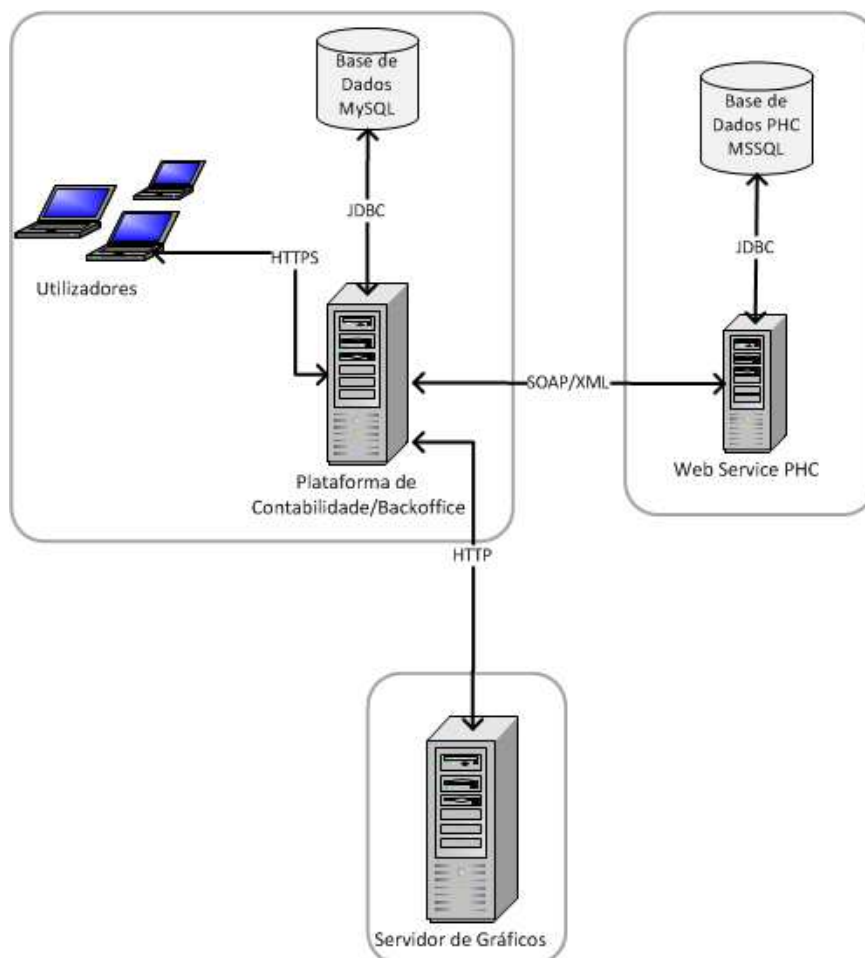 Base de
Dados
MySQL
Base de
Dados PHC
MSSQL
JDBC
JDBC
HTTPS
Utilizadores
SOAP/XML
Web Service PHC
Plataforma de
Contabilidade/Backoffice
HTTP
Servidor de Gráficos